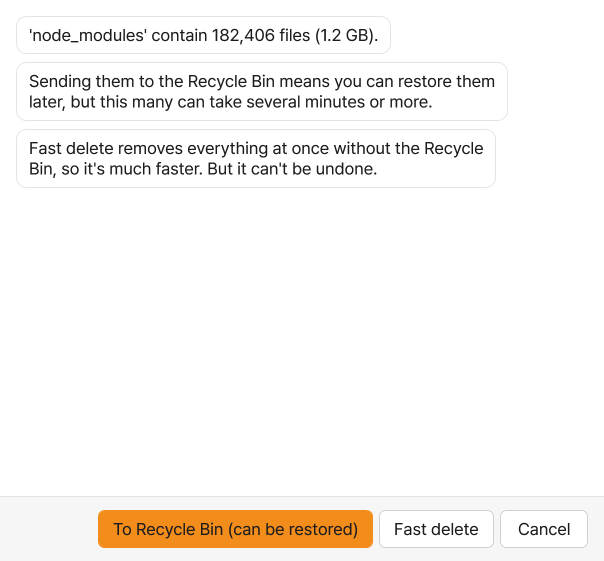 'node_modules' contain 182,406 files (1.2 GB).
Sending them to the Recycle Bin means you can restore them
later, but this many can take several minutes or more.
Fast delete removes everything at once without the Recycle
Bin, so it's much faster. But it can't be undone.
To Recycle Bin (can be restored)
Fast delete
Cancel